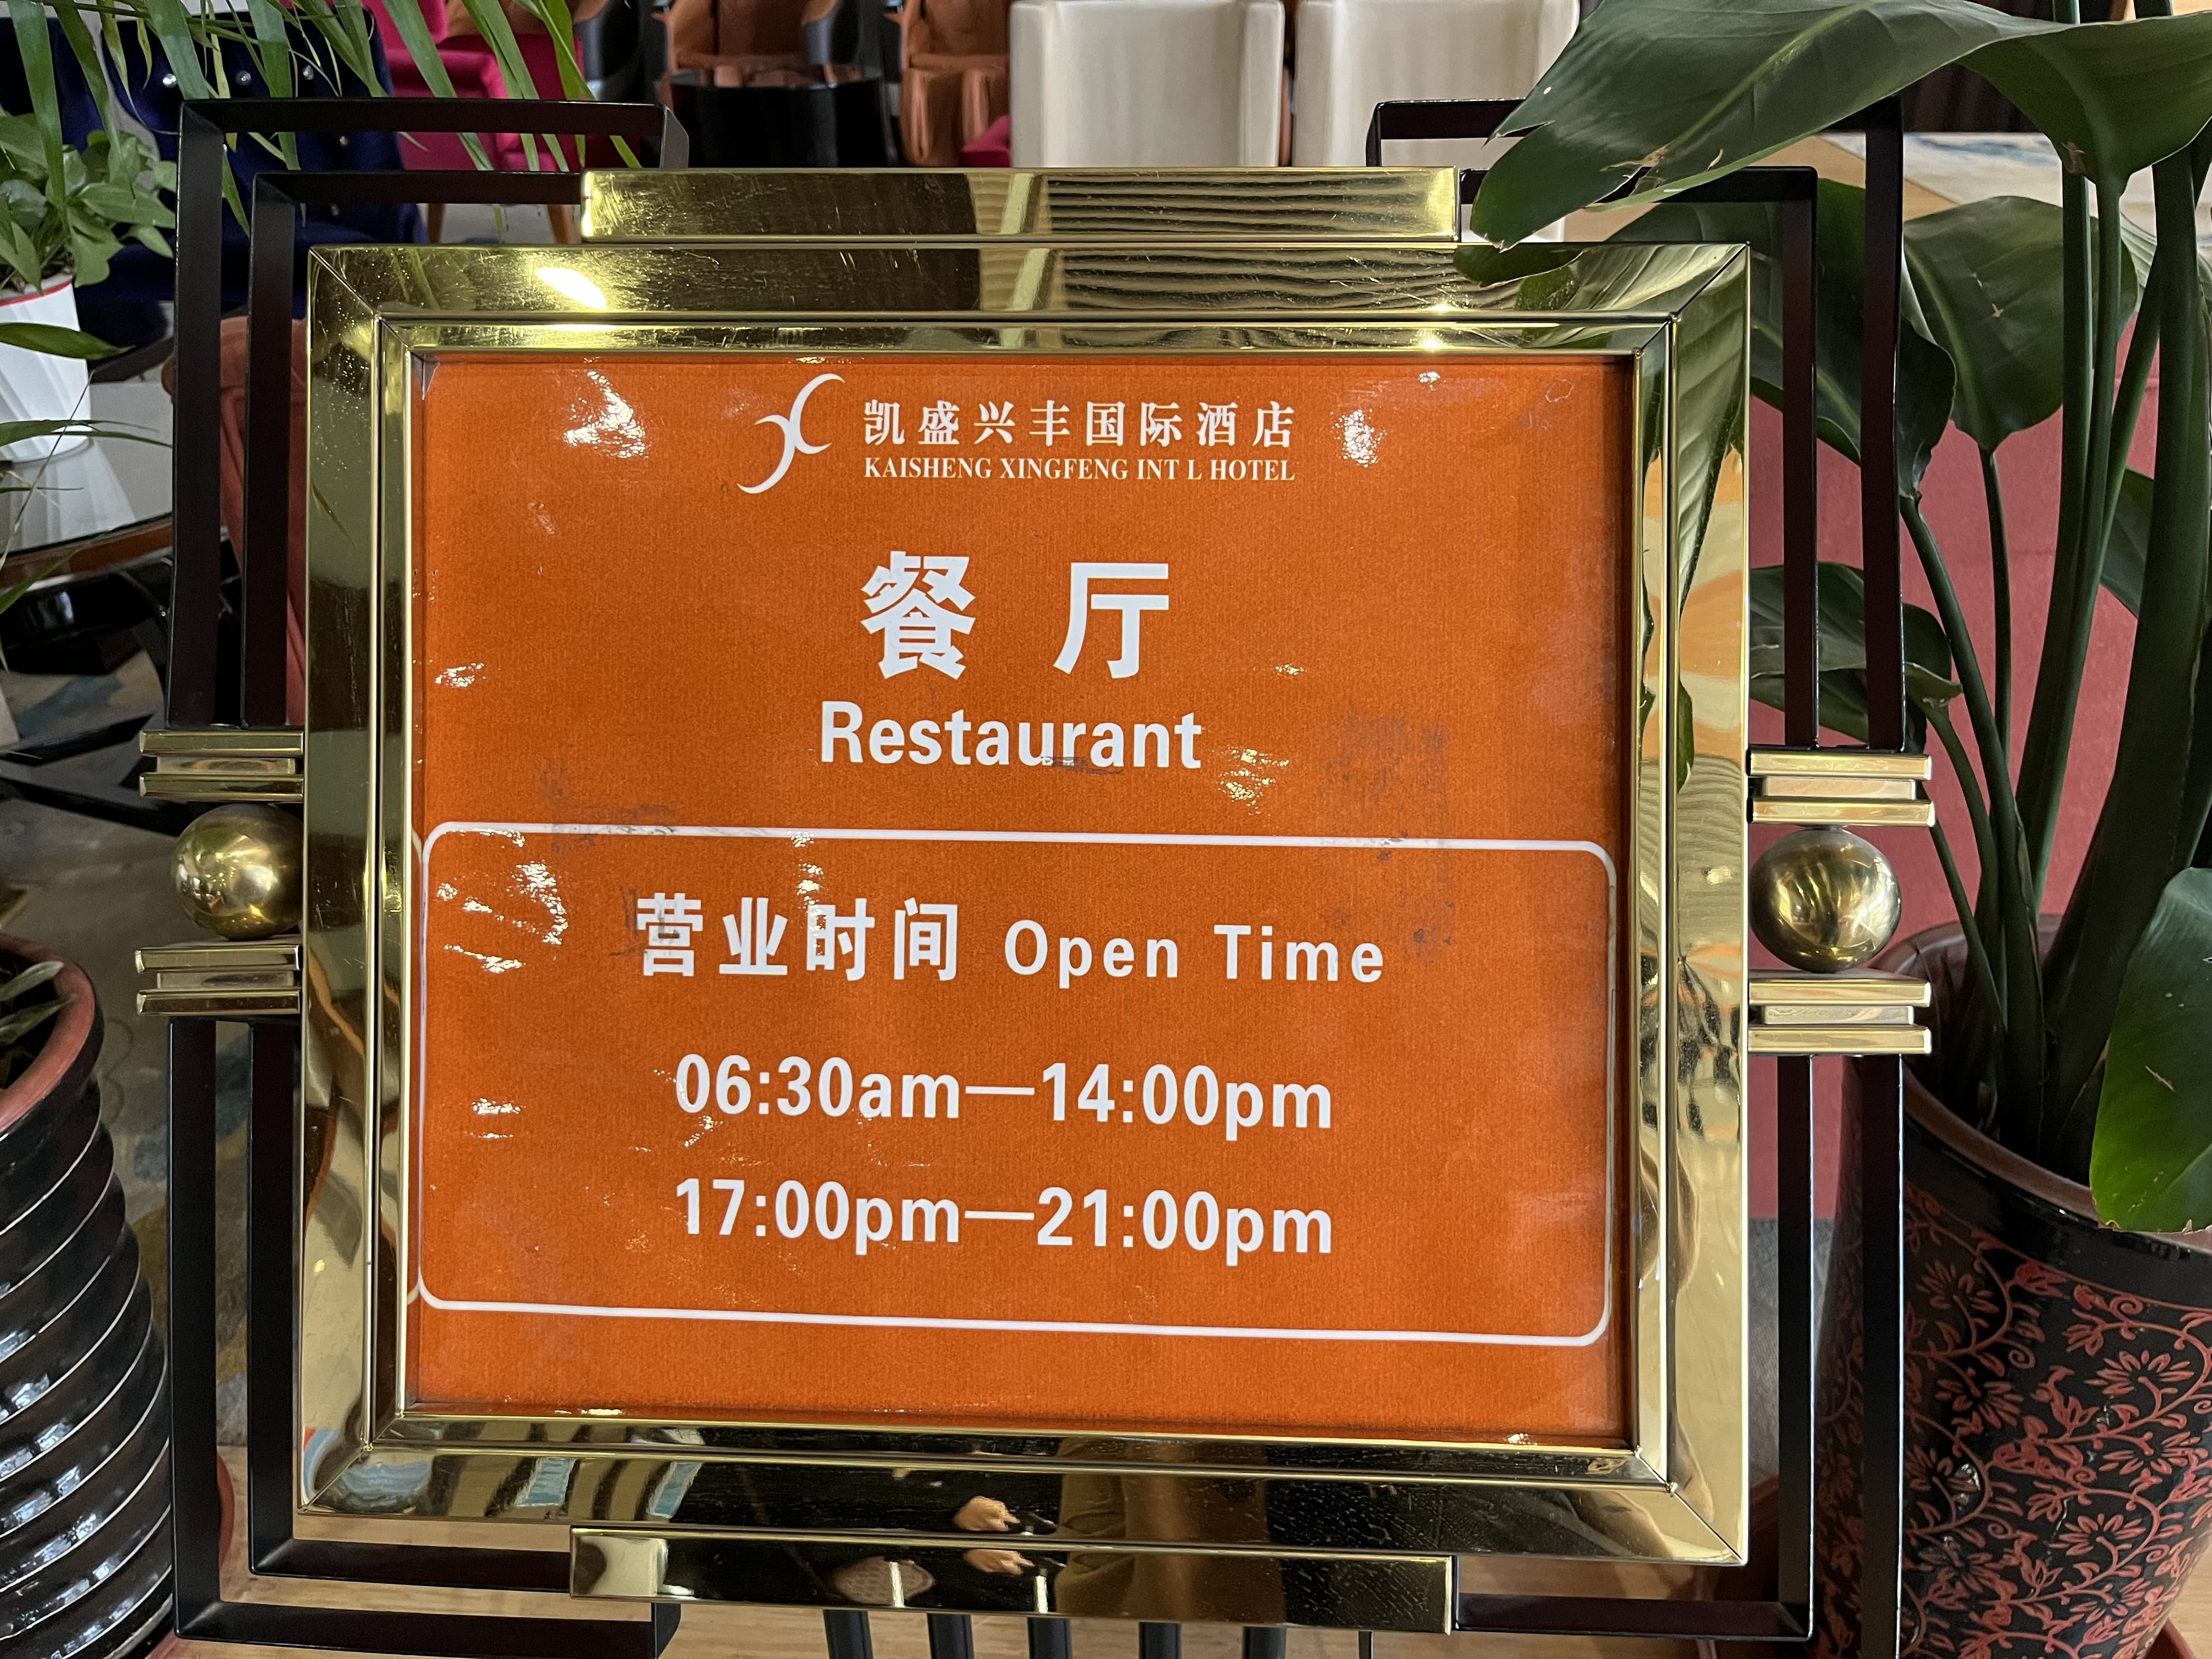 凯盛兴丰国际酒店
KAISHENG XINGFENG INT L HOTEL
餐厅
Restaurant
营业时间 Open Time
06:30am—14:00pm
17:00pm—21:00pm